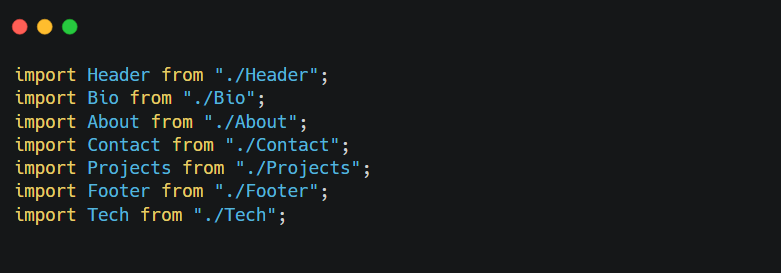 import Header from "./Header";
import Bio from "./Bio";
import About from "./About";
import Contact from "./Contact";
import Projects from "./Projects";
import Footer from "./Footer";
import Tech from "./Tech";